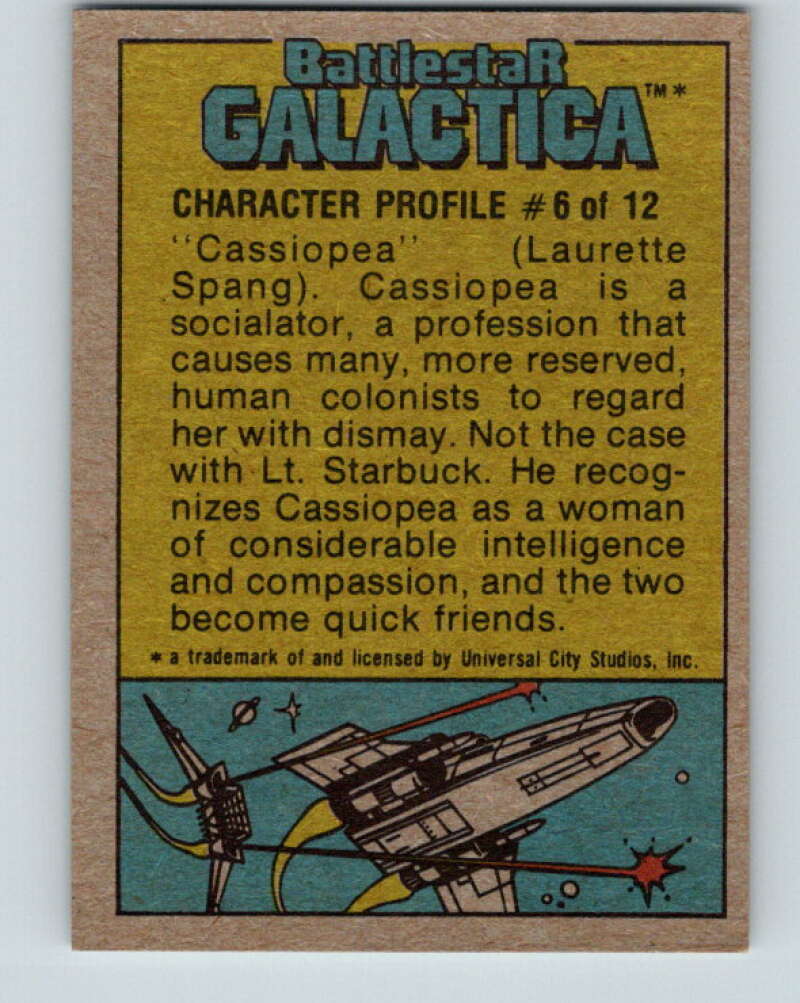 BattlestaR
GALACTICA™*
CHARACTER PROFILE #6 of 12
‘‘Cassiopea’’ (Laurette
Spang). Cassiopea is a
socialator, a profession that
causes many, more reserved,
human colonists to regard
her with dismay. Not the case
with Lt. Starbuck. He recog-
nizes Cassiopea as a woman
of considerable intelligence
and compassion, and the two
become quick friends.
* a trademark of and licensed by Universal City Studios, Inc.